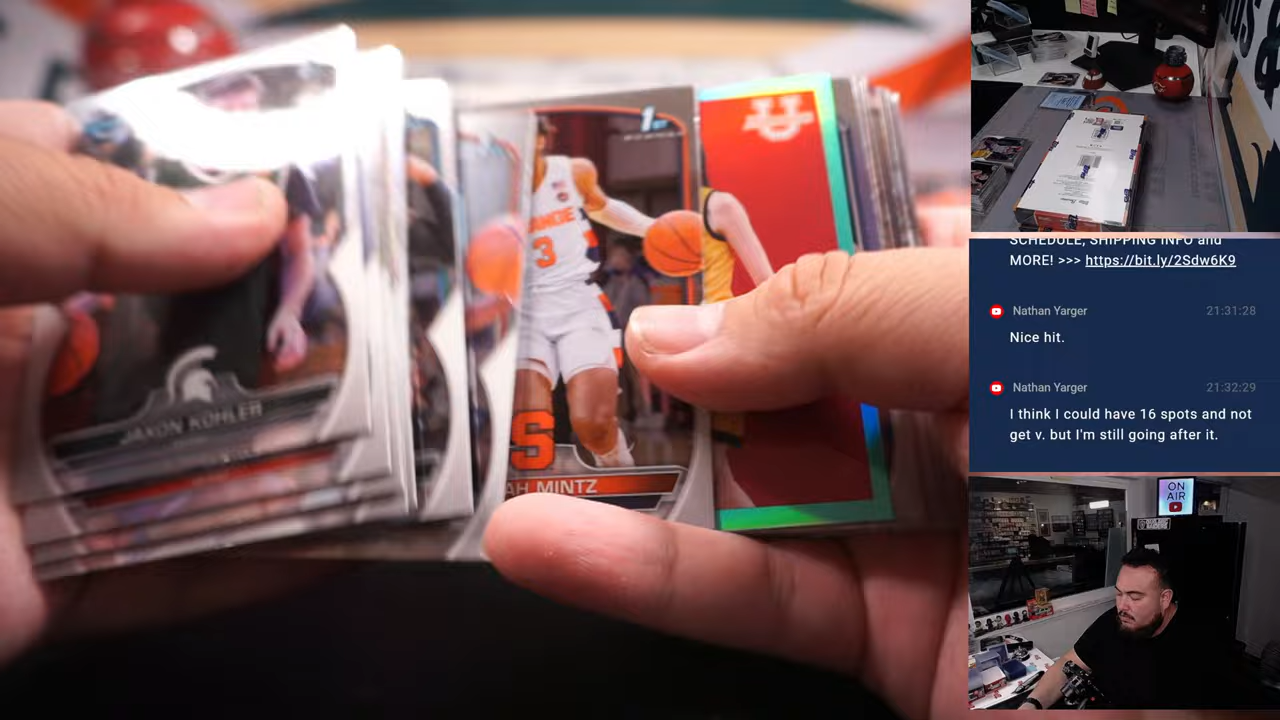 1st
ANGE
3
S
AH MINTZ
JAXON KOHLER
U
SCHEDULE, SHIPPING INFO and
MORE! >>> https://bit.ly/2Sdw6K9
Nathan Yarger 21:31:28
Nice hit.
Nathan Yarger 21:32:29
I think I could have 16 spots and not
get v. but I'm still going after it.
ON
AIR